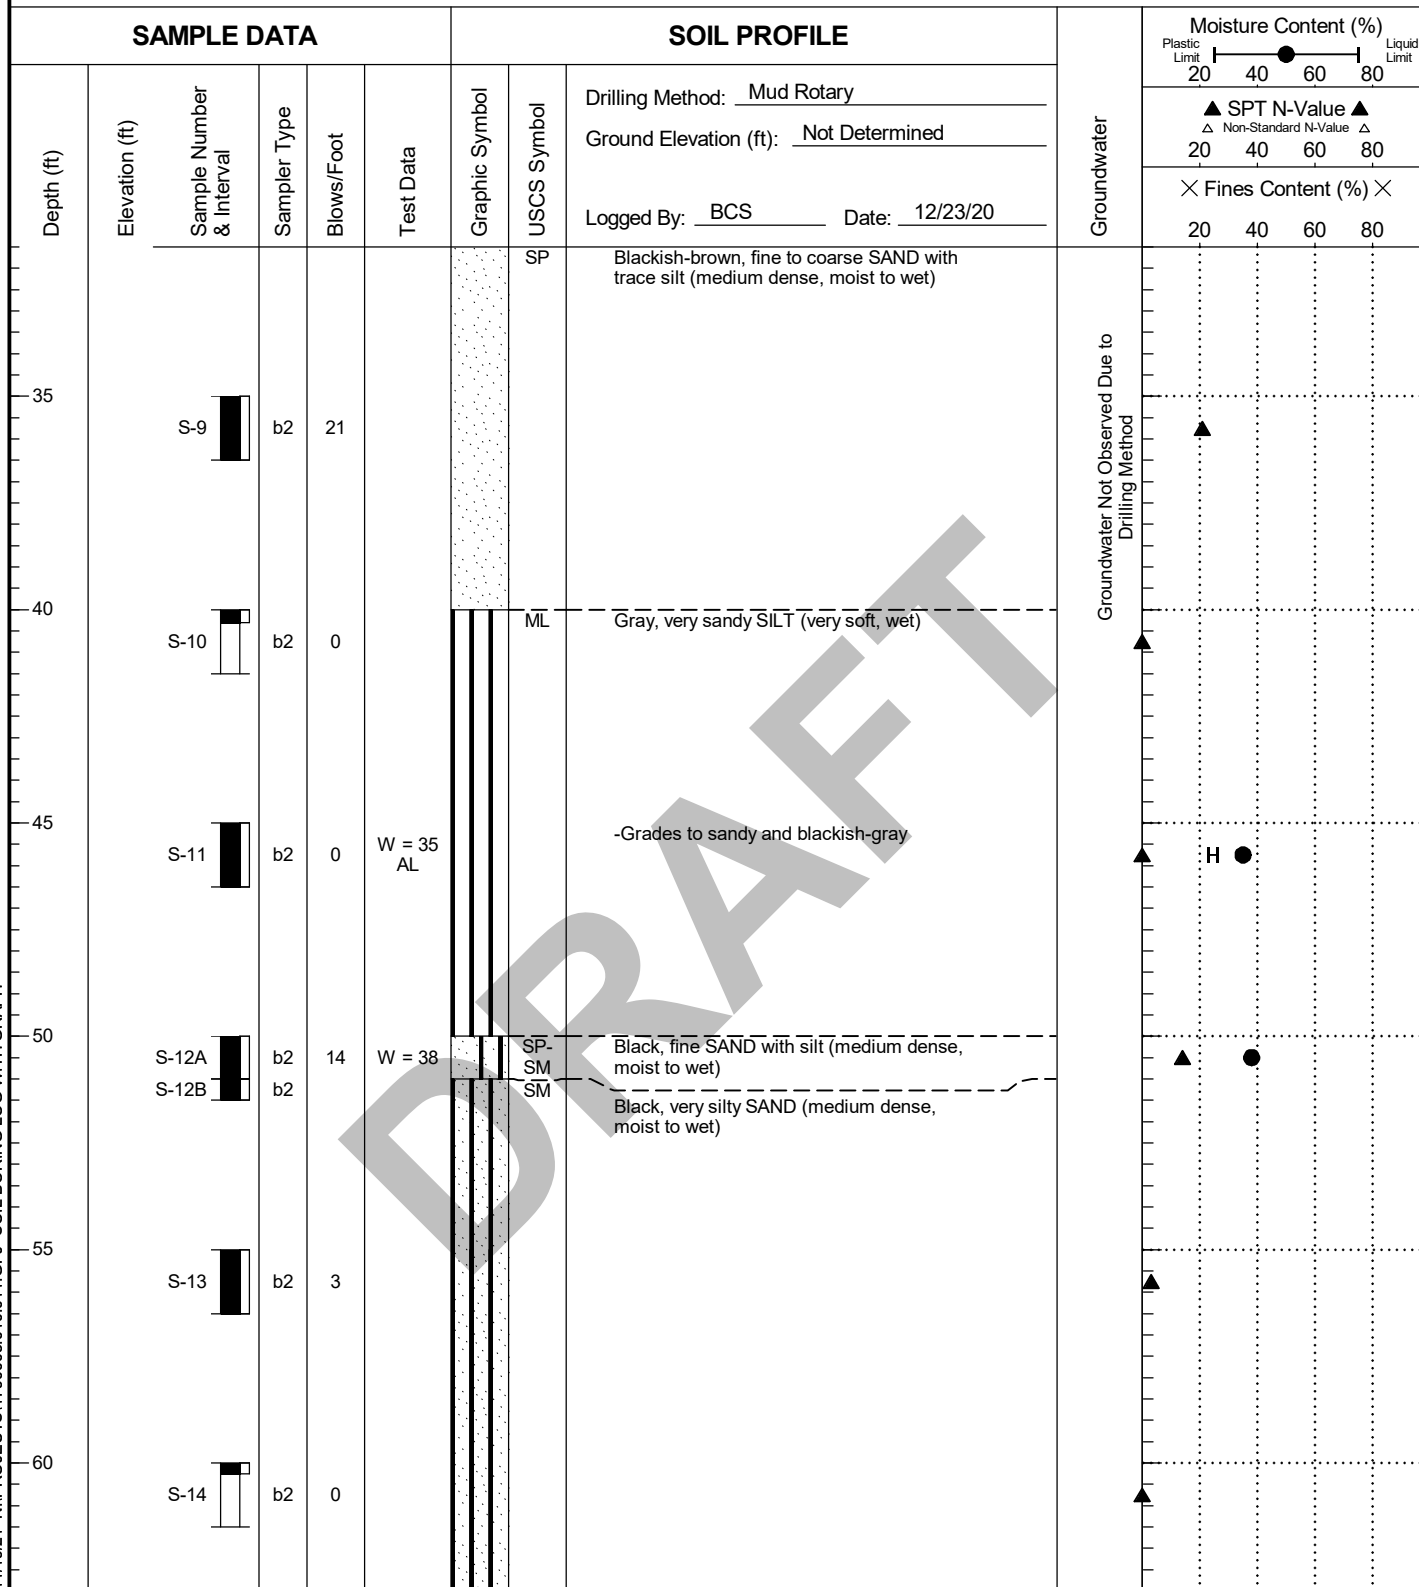 SAMPLE DATA
SOIL PROFILE
Moisture Content (%)
Plastic Limit
Liquid Limit
20 40 60 80
SPT N-Value
Non-Standard N-Value
20 40 60 80
Fines Content (%)
20 40 60 80
Depth (ft)
Elevation (ft)
Sample Number
& Interval
Sampler Type
Blows/Foot
Test Data
Graphic Symbol
USCS Symbol
Drilling Method: Mud Rotary
Ground Elevation (ft): Not Determined
Logged By: BCS Date: 12/23/20
Groundwater
SP Blackish-brown, fine to coarse SAND with
trace silt (medium dense, moist to wet)
Groundwater Not Observed Due to
Drilling Method
35
S-9 b2 21
40
ML Gray, very sandy SILT (very soft, wet)
S-10 b2 0
45
-Grades to sandy and blackish-gray
S-11 b2 0 W = 35
AL
50
SP-
SM
Black, fine SAND with silt (medium dense,
moist to wet)
S-12A b2 14 W = 38
S-12B b2
SM
Black, very silty SAND (medium dense,
moist to wet)
55
S-13 b2 3
60
S-14 b2 0
DRAFT